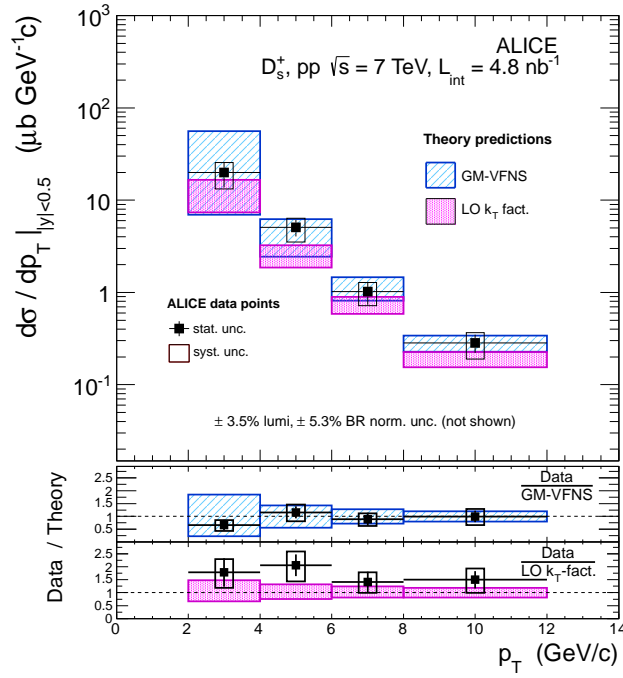 ALICE
D_s^+, pp √s = 7 TeV, L_int = 4.8 nb^-1
dσ / dp_T |_|y|<0.5 (μb GeV^-1 c)
10^3
10^2
10
1
10^-1
Theory predictions
GM-VFNS
LO k_T fact.
ALICE data points
stat. unc.
syst. unc.
± 3.5% lumi, ± 5.3% BR norm. unc. (not shown)
Data / Theory
2.5
2
1.5
1
0.5
Data
GM-VFNS
2.5
2
1.5
1
0.5
0
Data
LO k_T-fact.
0 2 4 6 8 10 12 14
p_T (GeV/c)